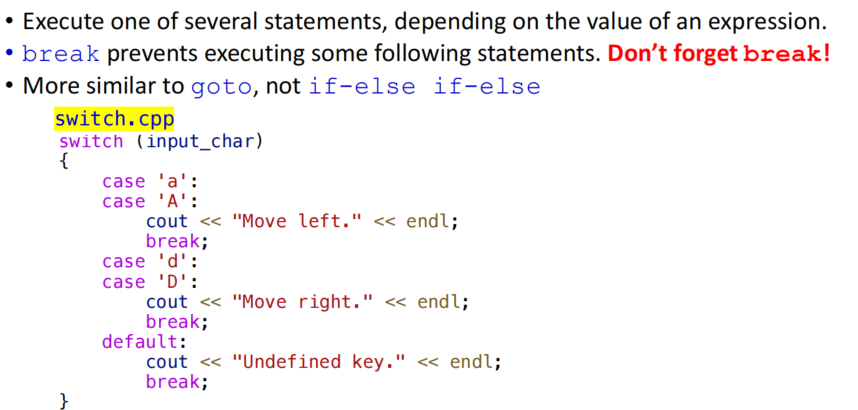 • Execute one of several statements, depending on the value of an expression.
• break prevents executing some following statements. Don’t forget break!
• More similar to goto, not if-else if-else
switch.cpp
switch (input_char)
{
    case 'a':
    case 'A':
        cout << "Move left." << endl;
        break;
    case 'd':
    case 'D':
        cout << "Move right." << endl;
        break;
    default:
        cout << "Undefined key." << endl;
        break;
}